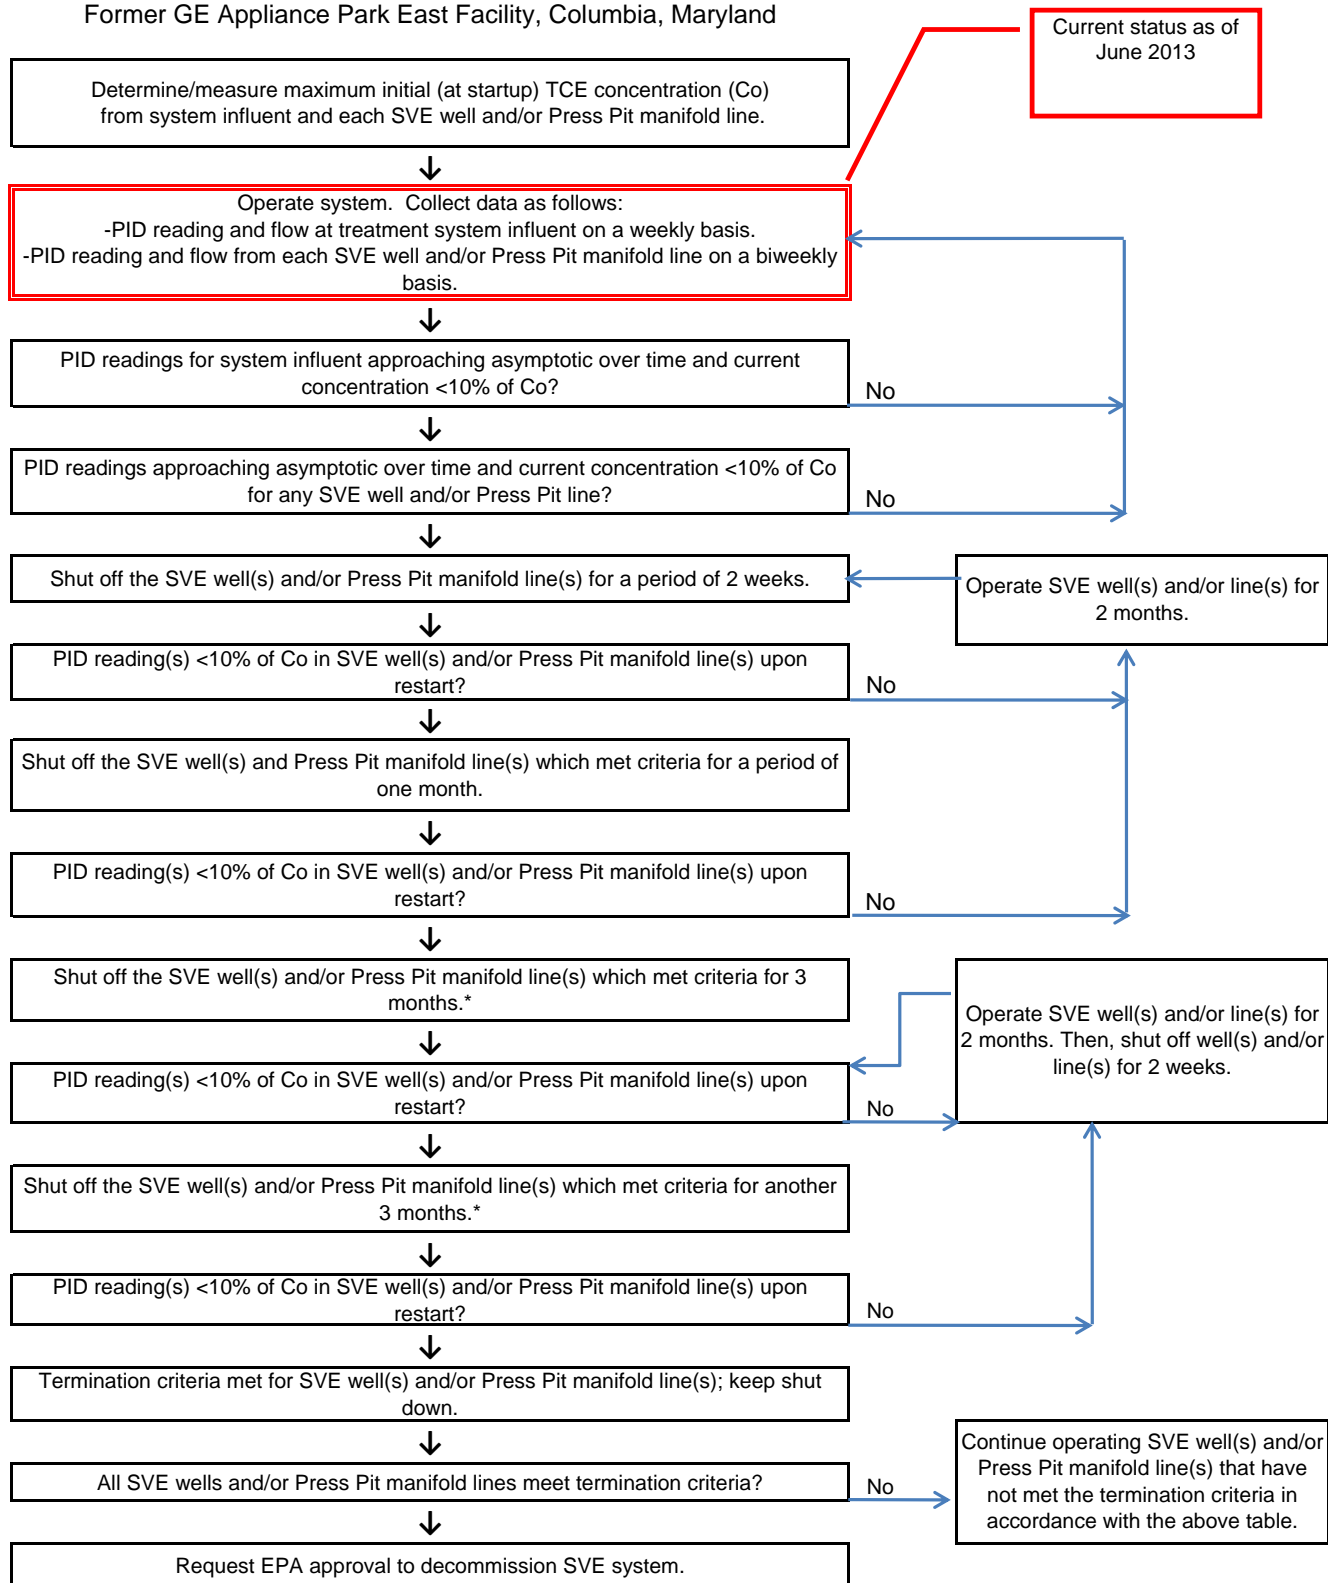 Former GE Appliance Park East Facility, Columbia, Maryland
Current status as of
June 2013
Determine/measure maximum initial (at startup) TCE concentration (Co)
from system influent and each SVE well and/or Press Pit manifold line.
Operate system.  Collect data as follows:
-PID reading and flow at treatment system influent on a weekly basis.
-PID reading and flow from each SVE well and/or Press Pit manifold line on a biweekly
basis.
PID readings for system influent approaching asymptotic over time and current
concentration <10% of Co?
No
PID readings approaching asymptotic over time and current concentration <10% of Co
for any SVE well and/or Press Pit line?
No
Shut off the SVE well(s) and/or Press Pit manifold line(s) for a period of 2 weeks.
Operate SVE well(s) and/or line(s) for
2 months.
PID reading(s) <10% of Co in SVE well(s) and/or Press Pit manifold line(s) upon
restart?
No
Shut off the SVE well(s) and Press Pit manifold line(s) which met criteria for a period of
one month.
PID reading(s) <10% of Co in SVE well(s) and/or Press Pit manifold line(s) upon
restart?
No
Shut off the SVE well(s) and/or Press Pit manifold line(s) which met criteria for 3
months.*
Operate SVE well(s) and/or line(s) for
2 months. Then, shut off well(s) and/or
line(s) for 2 weeks.
PID reading(s) <10% of Co in SVE well(s) and/or Press Pit manifold line(s) upon
restart?
No
Shut off the SVE well(s) and/or Press Pit manifold line(s) which met criteria for another
3 months.*
PID reading(s) <10% of Co in SVE well(s) and/or Press Pit manifold line(s) upon
restart?
No
Termination criteria met for SVE well(s) and/or Press Pit manifold line(s); keep shut
down.
All SVE wells and/or Press Pit manifold lines meet termination criteria?
No
Continue operating SVE well(s) and/or
Press Pit manifold line(s) that have
not met the termination criteria in
accordance with the above table.
Request EPA approval to decommission SVE system.